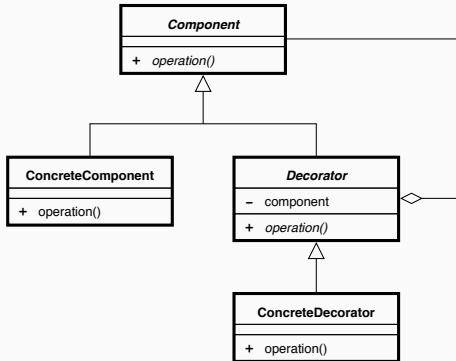 Component
+ operation()
ConcreteComponent
+ operation()
Decorator
– component
+ operation()
ConcreteDecorator
+ operation()